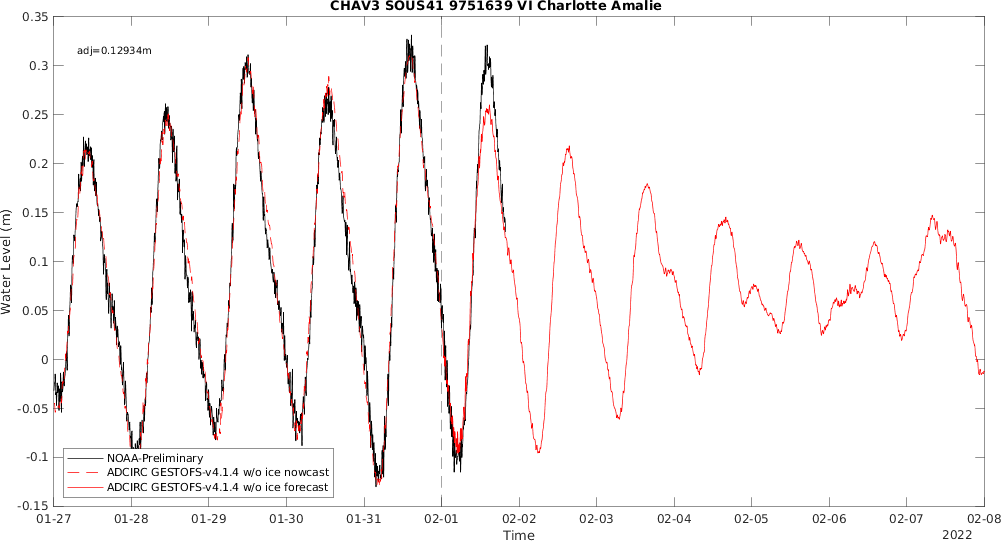 CHAV3 SOUS41 9751639 VI Charlotte Amalie
adj=0.12934m
0.35
0.3
0.25
0.2
0.15
0.1
0.05
0
-0.05
-0.1
-0.15
Water Level (m)
NOAA-Preliminary
ADCIRC GESTOFS-v4.1.4 w/o ice nowcast
ADCIRC GESTOFS-v4.1.4 w/o ice forecast
01-27 01-28 01-29 01-30 01-31 02-01 02-02 02-03 02-04 02-05 02-06 02-07 02-08
Time
2022